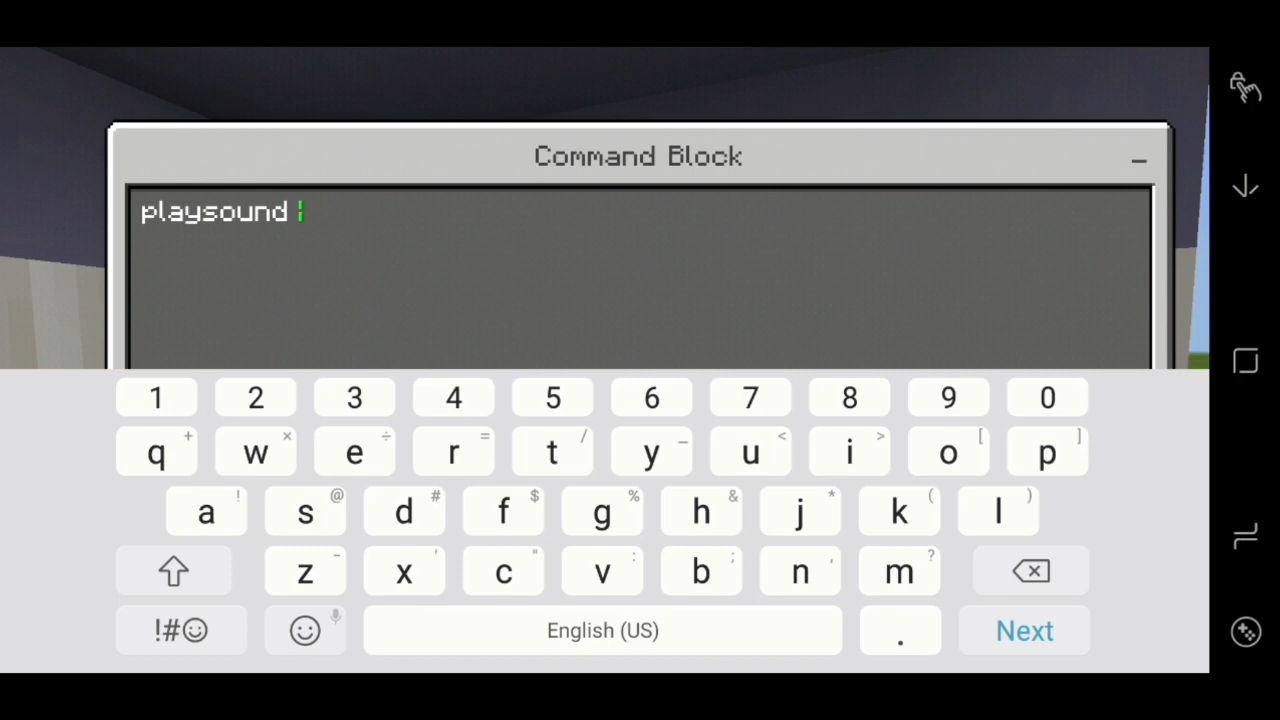 Command Block
playsound
1 2 3 4 5 6 7 8 9 0
q + w × e ÷ r = t / y _ u < i > o [ p ]
a ! s @ d # f $ g % h & j * k ( l )
z - x ' c " v : b ; n , m ?
!#☺ English (US) . Next